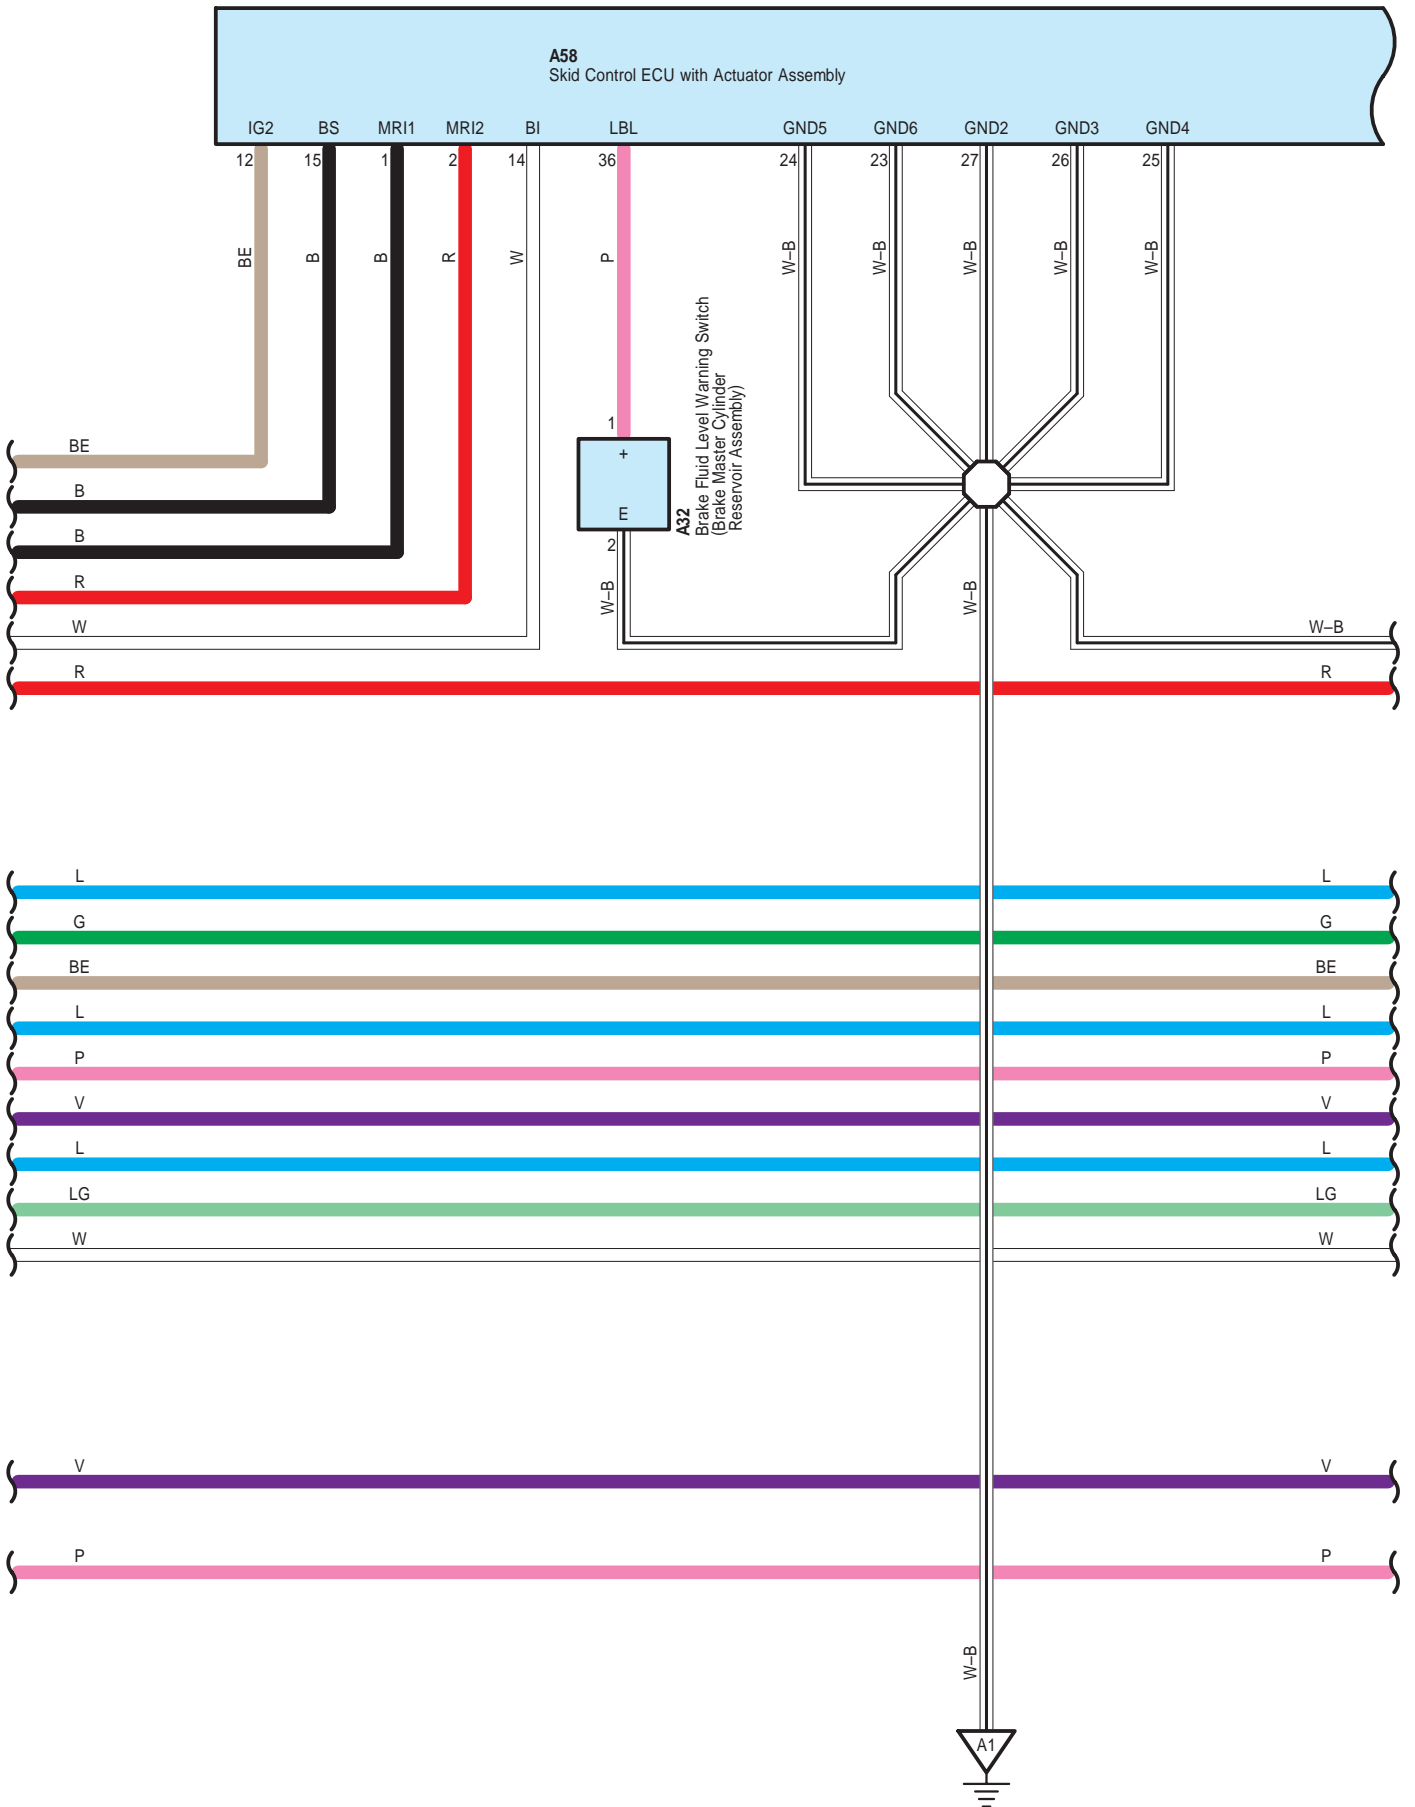 A58
Skid Control ECU with Actuator Assembly
IG2 BS MRI1 MRI2 BI LBL GND5 GND6 GND2 GND3 GND4
12 15 1 2 14 36 24 23 27 26 25
BE B B R W P W–B W–B W–B W–B W–B
A32
Brake Fluid Level Warning Switch
(Brake Master Cylinder
Reservoir Assembly)
1
+
E
2
W–B
W–B
BE
B
B
R
W W–B
R R
L L
G G
BE BE
L L
P P
V V
L L
LG LG
W W
V V
P P
W–B
A1